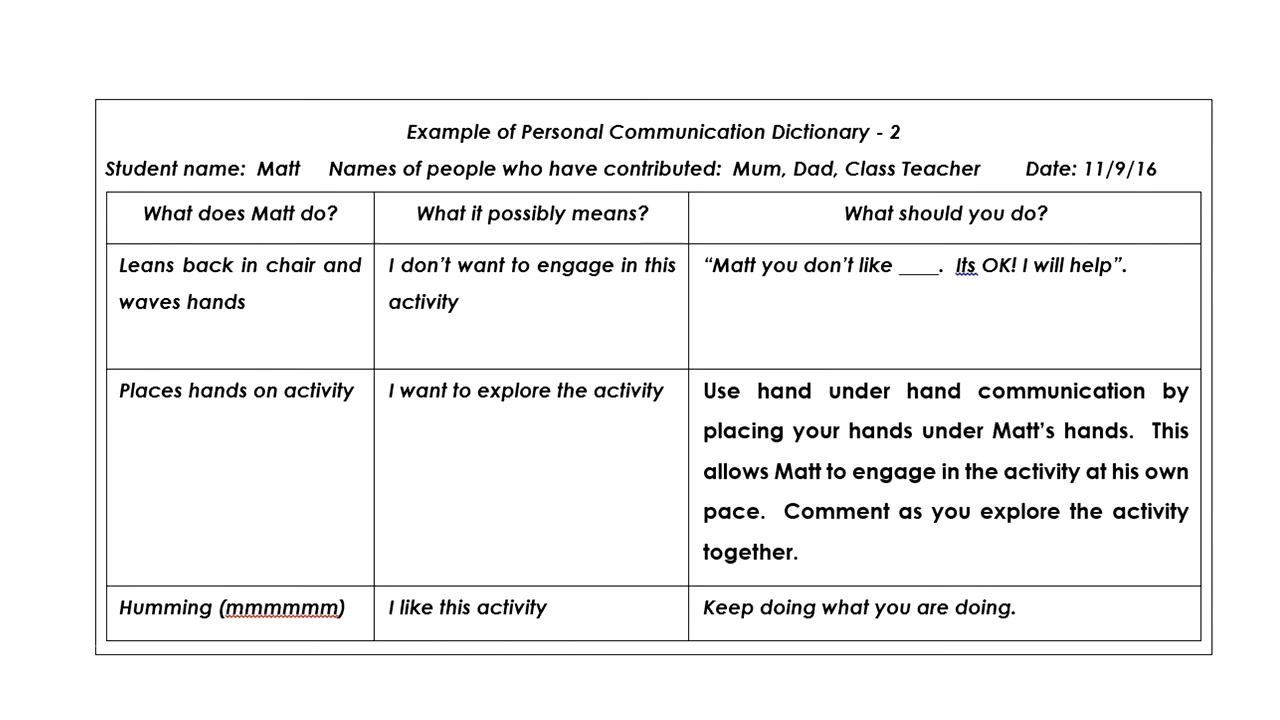 Example of Personal Communication Dictionary - 2
Student name:  Matt     Names of people who have contributed:  Mum, Dad, Class Teacher        Date: 11/9/16
What does Matt do?
What it possibly means?
What should you do?
Leans back in chair and
waves hands
I don’t want to engage in this
activity
“Matt you don’t like ____.  Its OK! I will help”.
Places hands on activity
I want to explore the activity
Use hand under hand communication by
placing your hands under Matt’s hands.  This
allows Matt to engage in the activity at his own
pace.  Comment as you explore the activity
together.
Humming (mmmmmm)
I like this activity
Keep doing what you are doing.